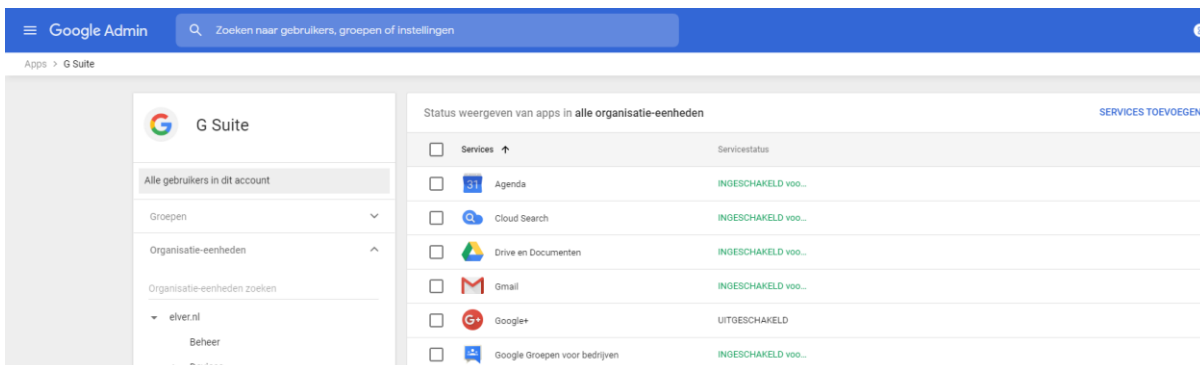 Google Admin
Zoeken naar gebruikers, groepen of instellingen
Apps > G Suite
G Suite
Alle gebruikers in dit account
Groepen
Organisatie-eenheden
Organisatie-eenheden zoeken
elver.nl
Beheer
Status weergeven van apps in alle organisatie-eenheden
SERVICES TOEVOEGEN
Services ↑ Servicestatus
31 Agenda INGESCHAKELD voo...
Cloud Search INGESCHAKELD voo...
Drive en Documenten INGESCHAKELD voo...
Gmail INGESCHAKELD voo...
G+ Google+ UITGESCHAKELD
Google Groepen voor bedrijven INGESCHAKELD voo...